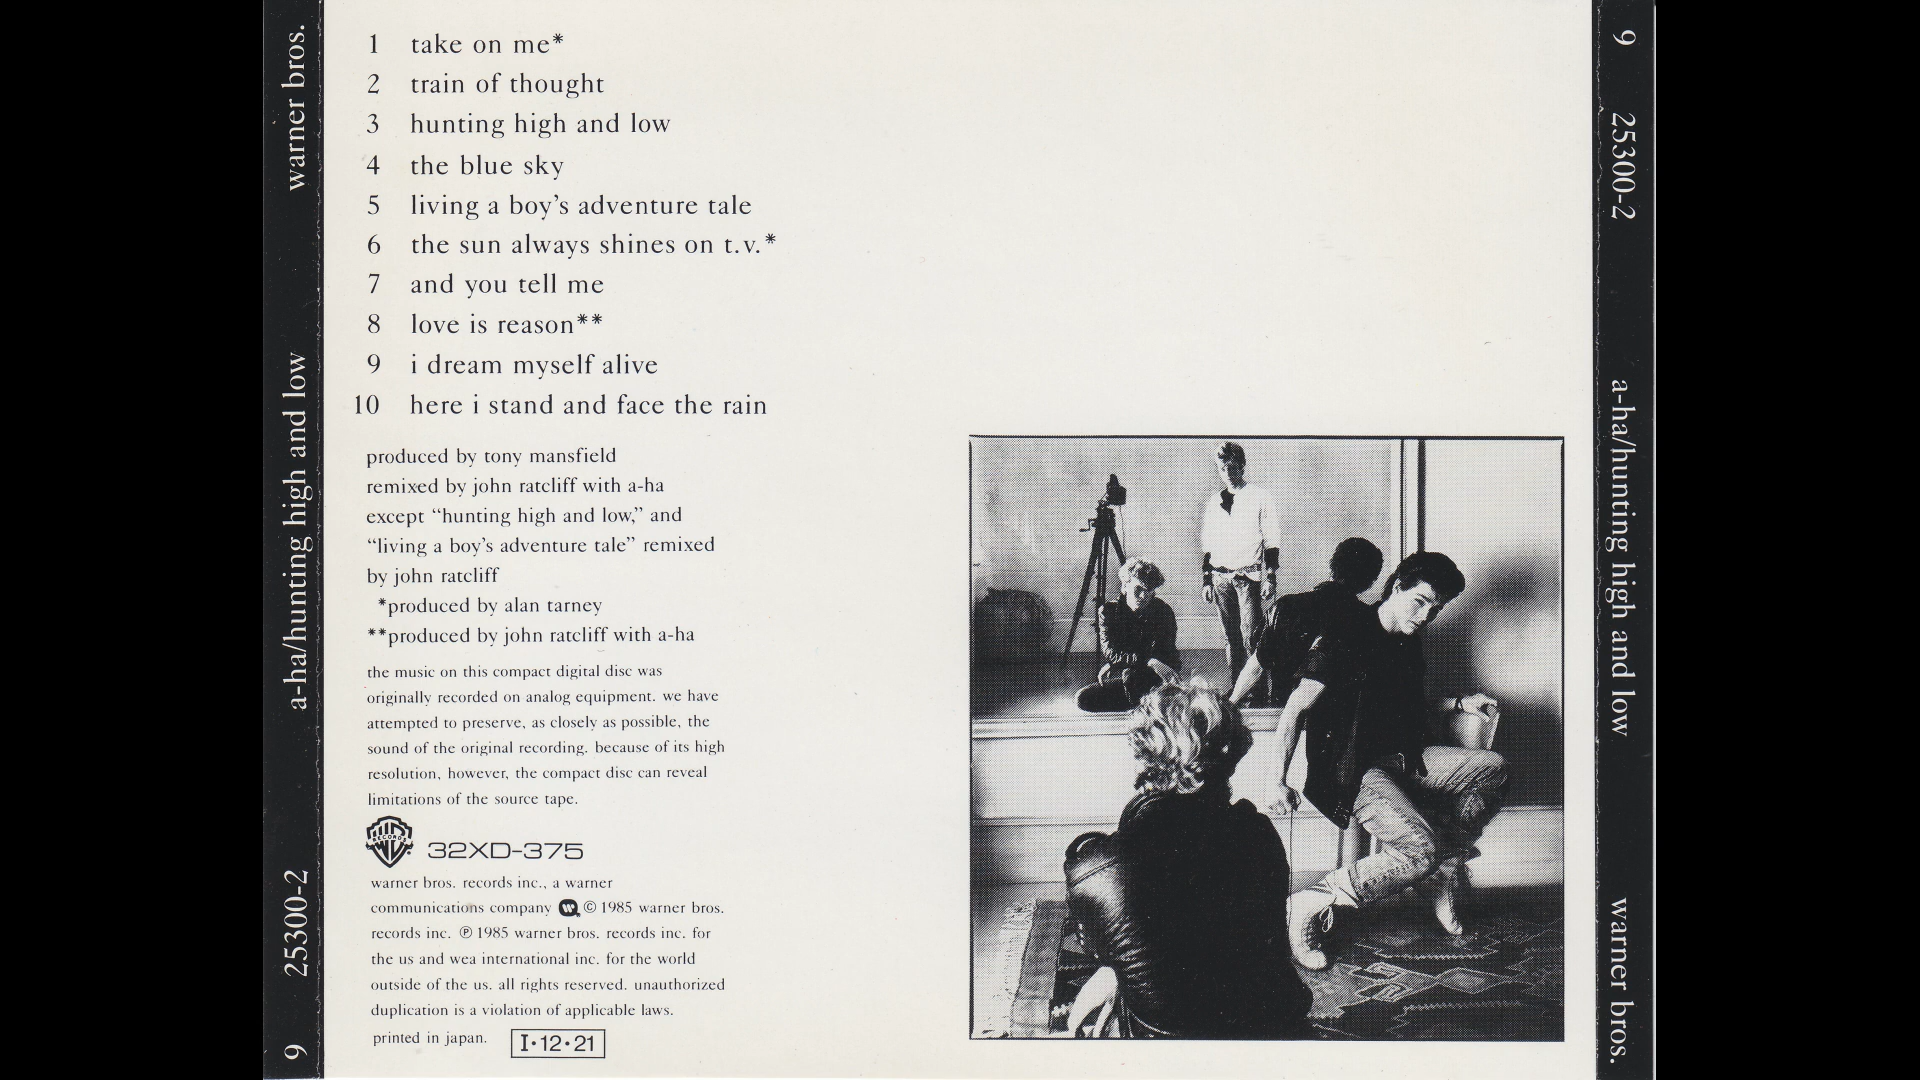 warner bros.
a-ha/hunting high and low
25300-2
9
1 take on me*
2 train of thought
3 hunting high and low
4 the blue sky
5 living a boy's adventure tale
6 the sun always shines on t.v.*
7 and you tell me
8 love is reason**
9 i dream myself alive
10 here i stand and face the rain
produced by tony mansfield
remixed by john ratcliff with a-ha
except “hunting high and low,” and
“living a boy's adventure tale” remixed
by john ratcliff
*produced by alan tarney
**produced by john ratcliff with a-ha
the music on this compact digital disc was
originally recorded on analog equipment. we have
attempted to preserve, as closely as possible, the
sound of the original recording. because of its high
resolution, however, the compact disc can reveal
limitations of the source tape.
RECORDS
32XD-375
warner bros. records inc., a warner
communications company © 1985 warner bros.
records inc. ℗ 1985 warner bros. records inc. for
the us and wea international inc. for the world
outside of the us. all rights reserved. unauthorized
duplication is a violation of applicable laws.
printed in japan. I·12·21
9
25300-2
a-ha/hunting high and low
warner bros.